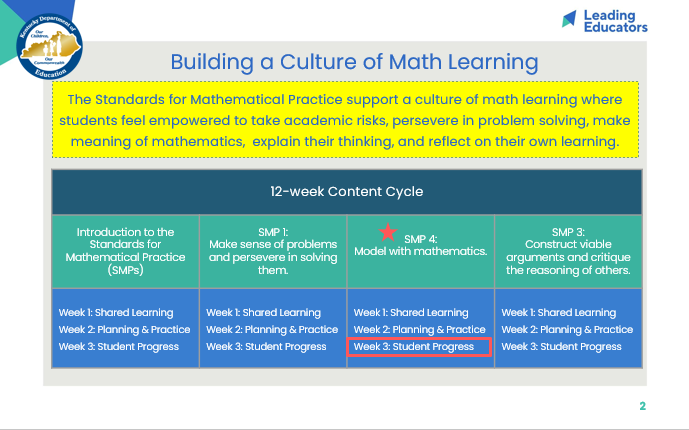 Kentucky Department of
Our Children,
Our Commonwealth
Education
Leading
Educators
Building a Culture of Math Learning
The Standards for Mathematical Practice support a culture of math learning where
students feel empowered to take academic risks, persevere in problem solving, make
meaning of mathematics, explain their thinking, and reflect on their own learning.
12-week Content Cycle
Introduction to the
Standards for
Mathematical Practice
(SMPs)
SMP 1:
Make sense of problems
and persevere in solving
them.
SMP 4:
Model with mathematics.
SMP 3:
Construct viable
arguments and critique
the reasoning of others.
Week 1: Shared Learning
Week 2: Planning & Practice
Week 3: Student Progress
Week 1: Shared Learning
Week 2: Planning & Practice
Week 3: Student Progress
Week 1: Shared Learning
Week 2: Planning & Practice
Week 3: Student Progress
Week 1: Shared Learning
Week 2: Planning & Practice
Week 3: Student Progress
2